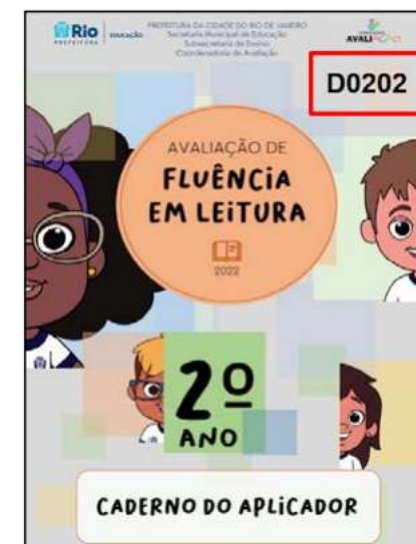 Rio
PREFEITURA
EDUCAÇÃO
PREFEITURA DA CIDADE DO RIO DE JANEIRO
Secretaria Municipal de Educação
Subsecretaria de Ensino
Coordenadoria de Avaliação
D0202
AVALIAÇÃO DE
FLUÊNCIA
EM LEITURA
2022
2º
ANO
CADERNO DO APLICADOR